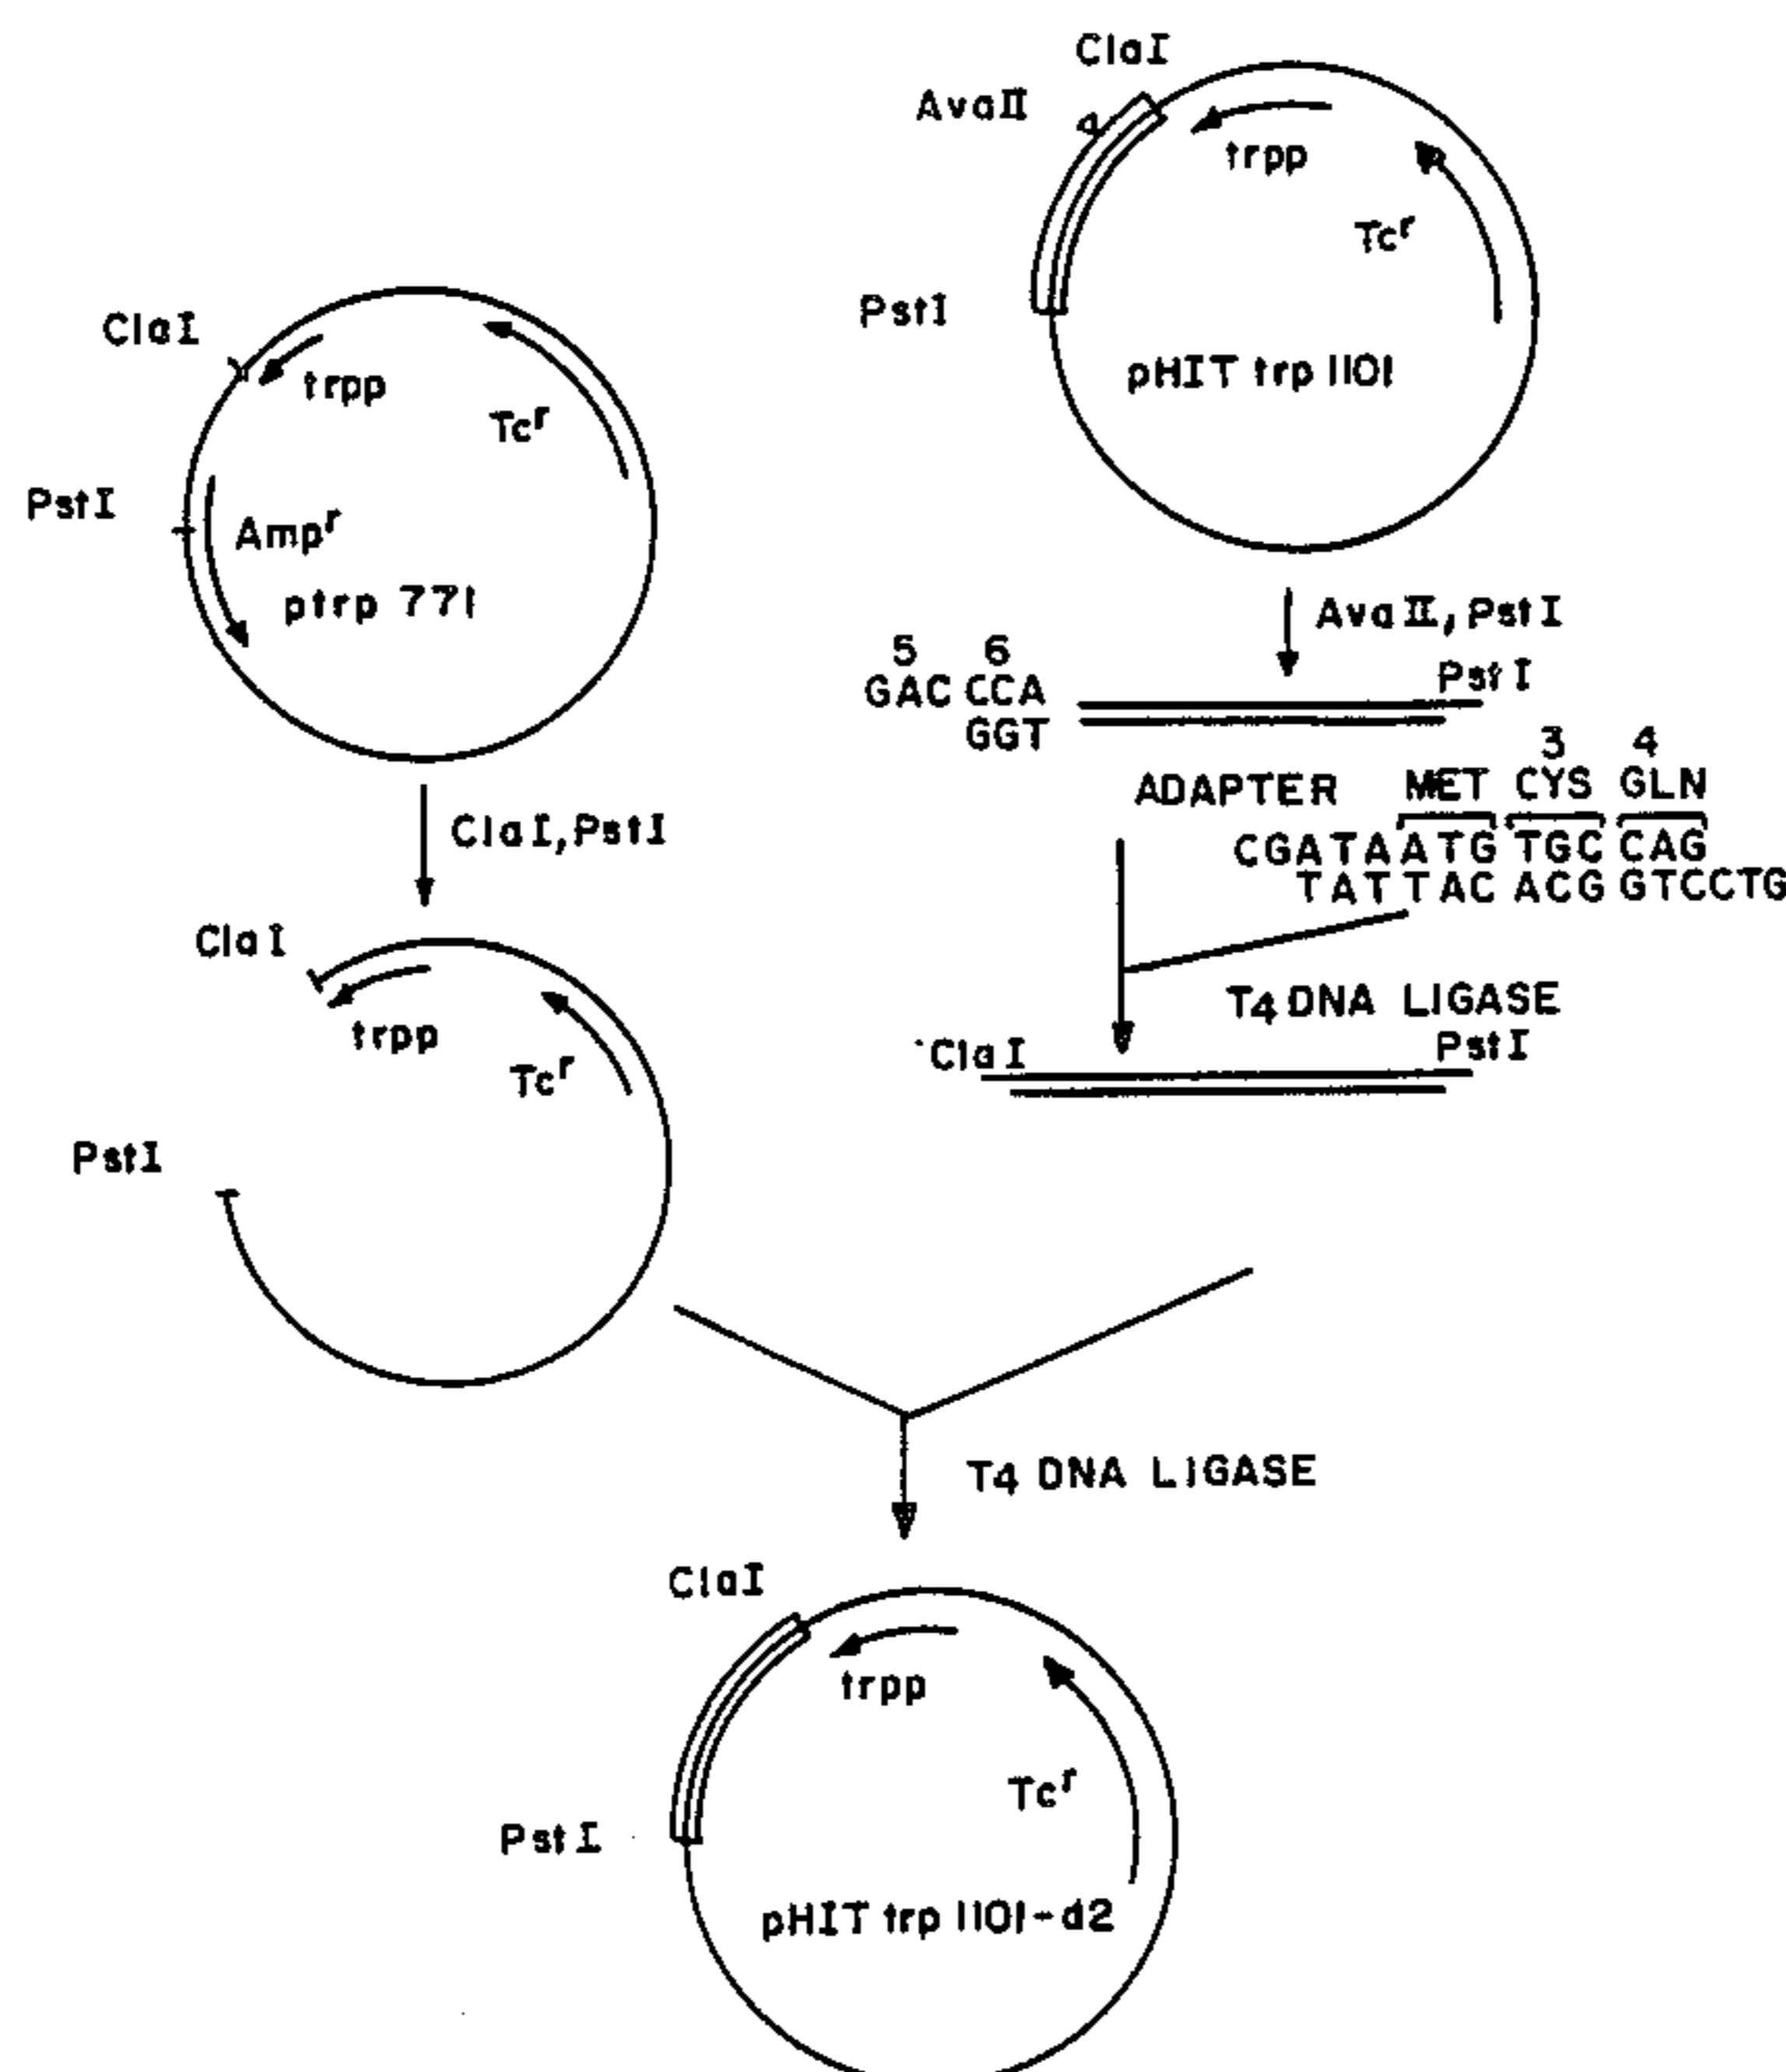 ClaI
AvaII
trpp
Tcʳ
PstI
pHIT trp 1101
ClaI
trpp
Tcʳ
PstI
Ampʳ
ptrp 771
AvaII, PstI
5 6
GAC CCA
GGT
PstI
ClaI, PstI
ADAPTER
3 4
MET CYS GLN
CGATAATG TGC CAG
TATTAC ACG GTCCTG
T4 DNA LIGASE
ClaI
PstI
ClaI
trpp
Tcʳ
PstI
T4 DNA LIGASE
ClaI
trpp
Tcʳ
PstI
pHIT trp 1101-d2